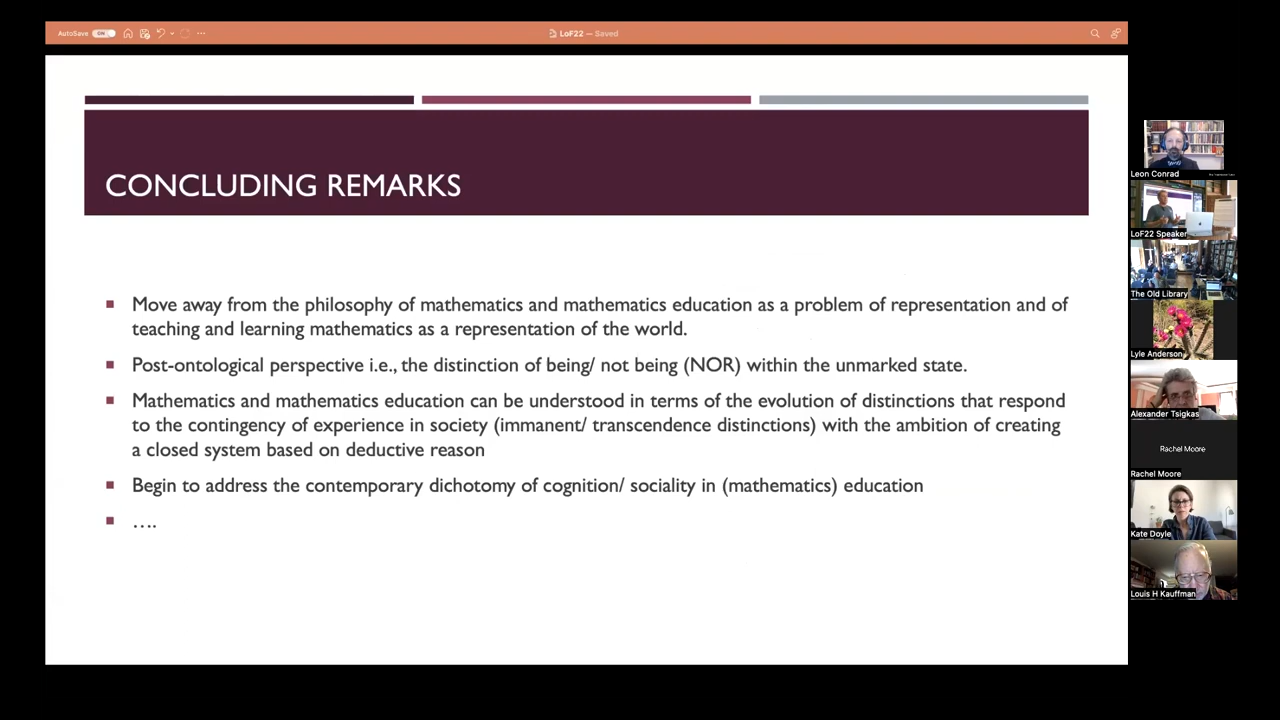 AutoSave ON
LoF22 — Saved
CONCLUDING REMARKS
Move away from the philosophy of mathematics and mathematics education as a problem of representation and of
teaching and learning mathematics as a representation of the world.
Post-ontological perspective i.e., the distinction of being/ not being (NOR) within the unmarked state.
Mathematics and mathematics education can be understood in terms of the evolution of distinctions that respond
to the contingency of experience in society (immanent/ transcendence distinctions) with the ambition of creating
a closed system based on deductive reason
Begin to address the contemporary dichotomy of cognition/ sociality in (mathematics) education
….
Leon Conrad
LoF22 Speaker
The Old Library
Lyle Anderson
Alexander Tsigkas
Rachel Moore
Rachel Moore
Kate Doyle
Louis H Kauffman